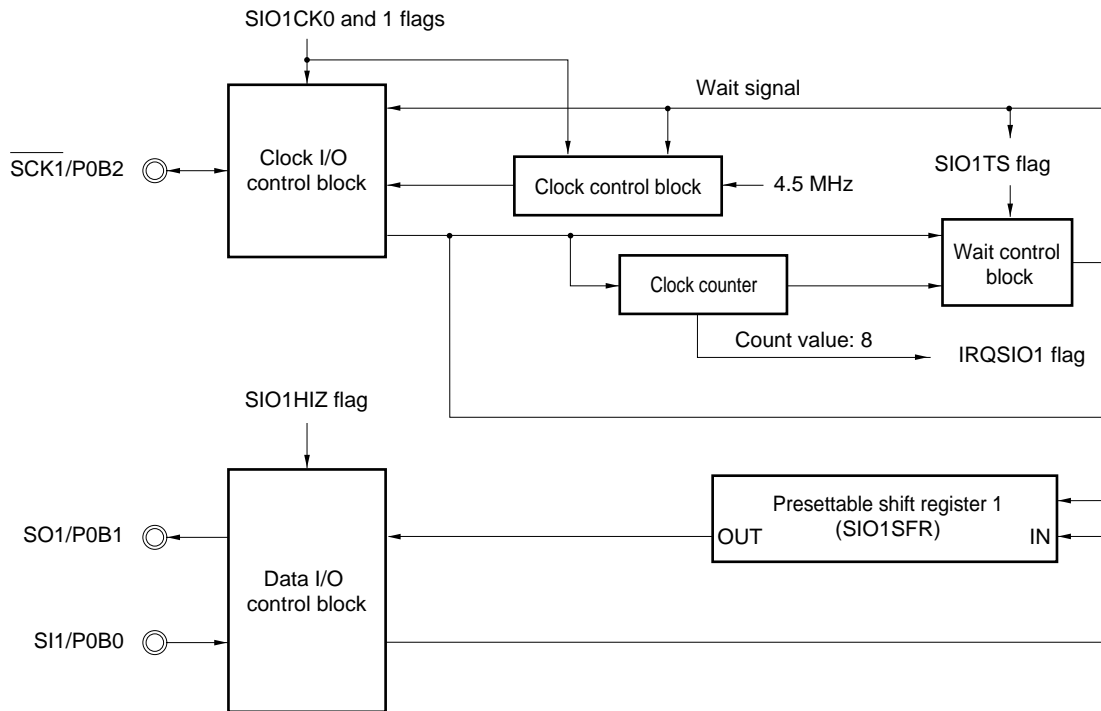 SIO1CK0 and 1 flags
Wait signal
SCK1/P0B2
Clock I/O
control block
Clock control block
4.5 MHz
SIO1TS flag
Wait control
block
Clock counter
Count value: 8
IRQSIO1 flag
SIO1HIZ flag
Presettable shift register 1
(SIO1SFR)
OUT
IN
SO1/P0B1
Data I/O
control block
SI1/P0B0